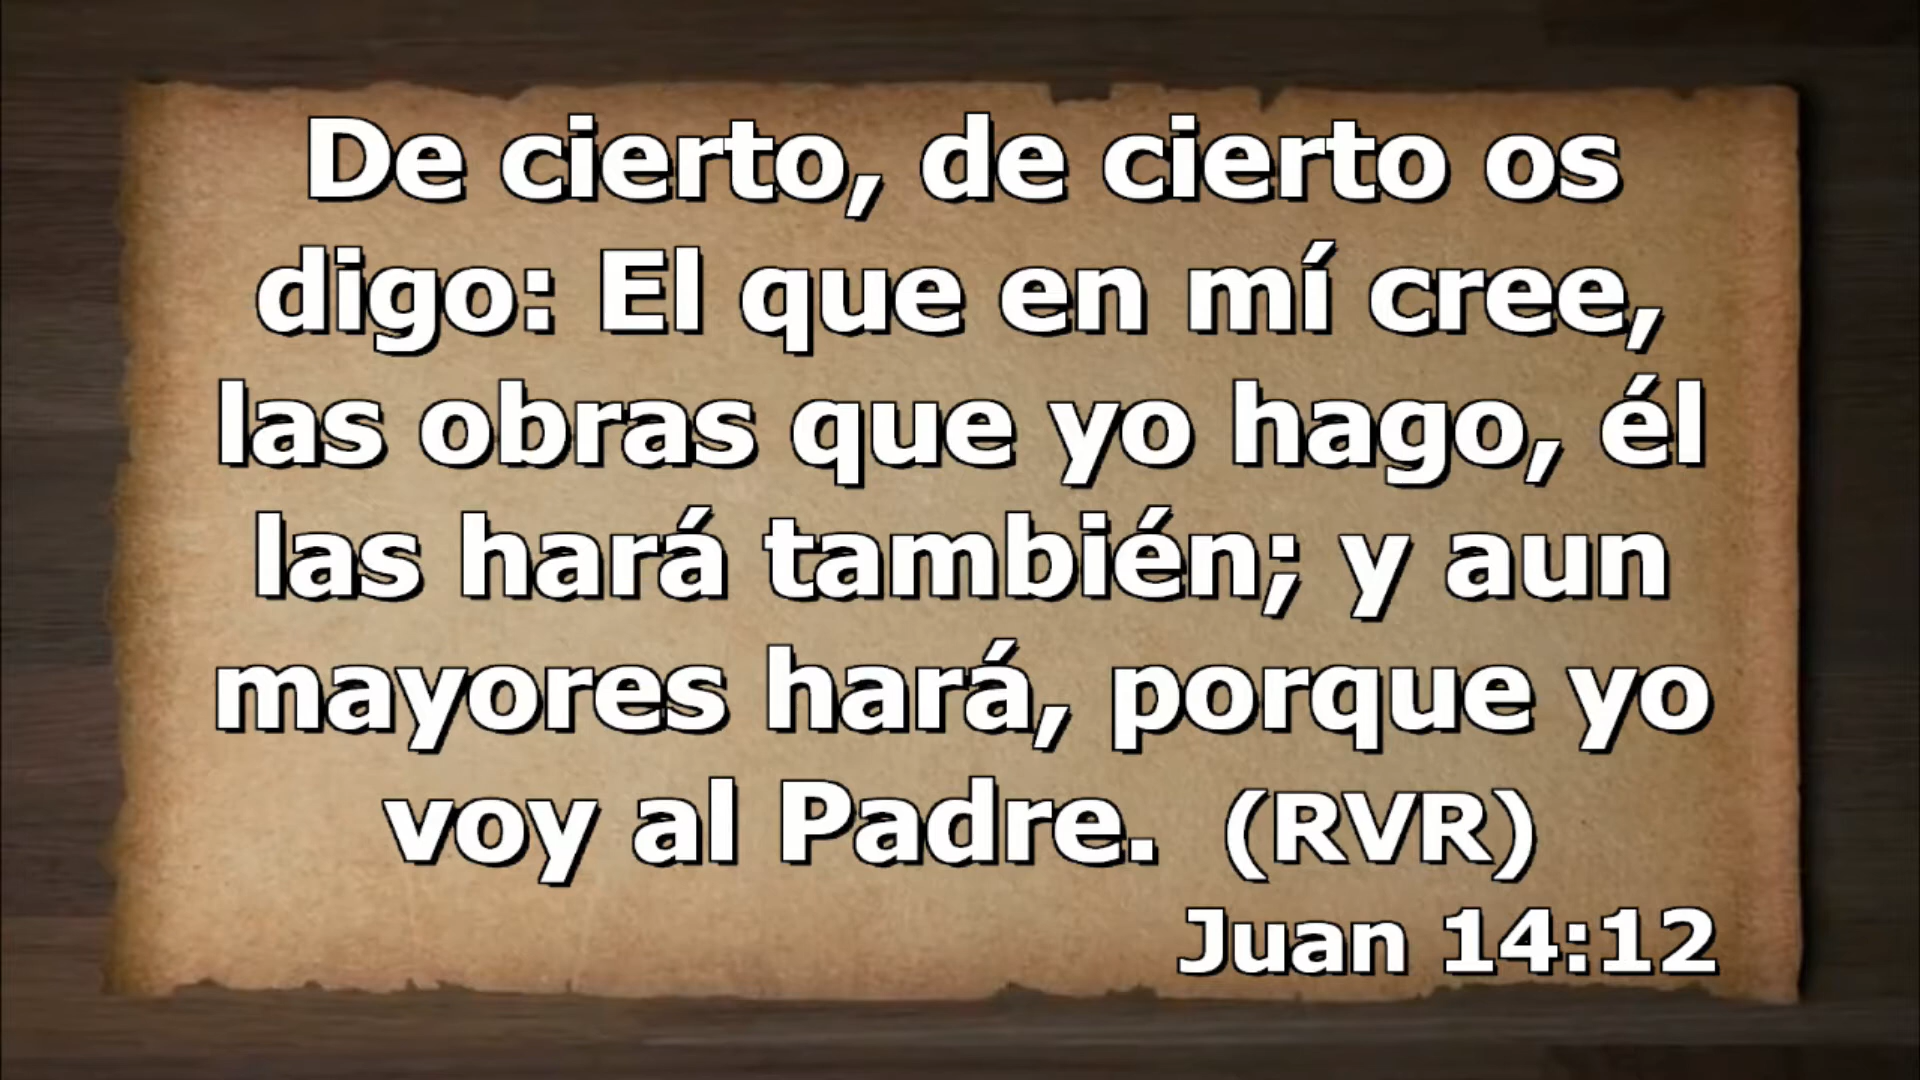 De cierto, de cierto os
digo: El que en mí cree,
las obras que yo hago, él
las hará también; y aun
mayores hará, porque yo
voy al Padre. (RVR)
Juan 14:12